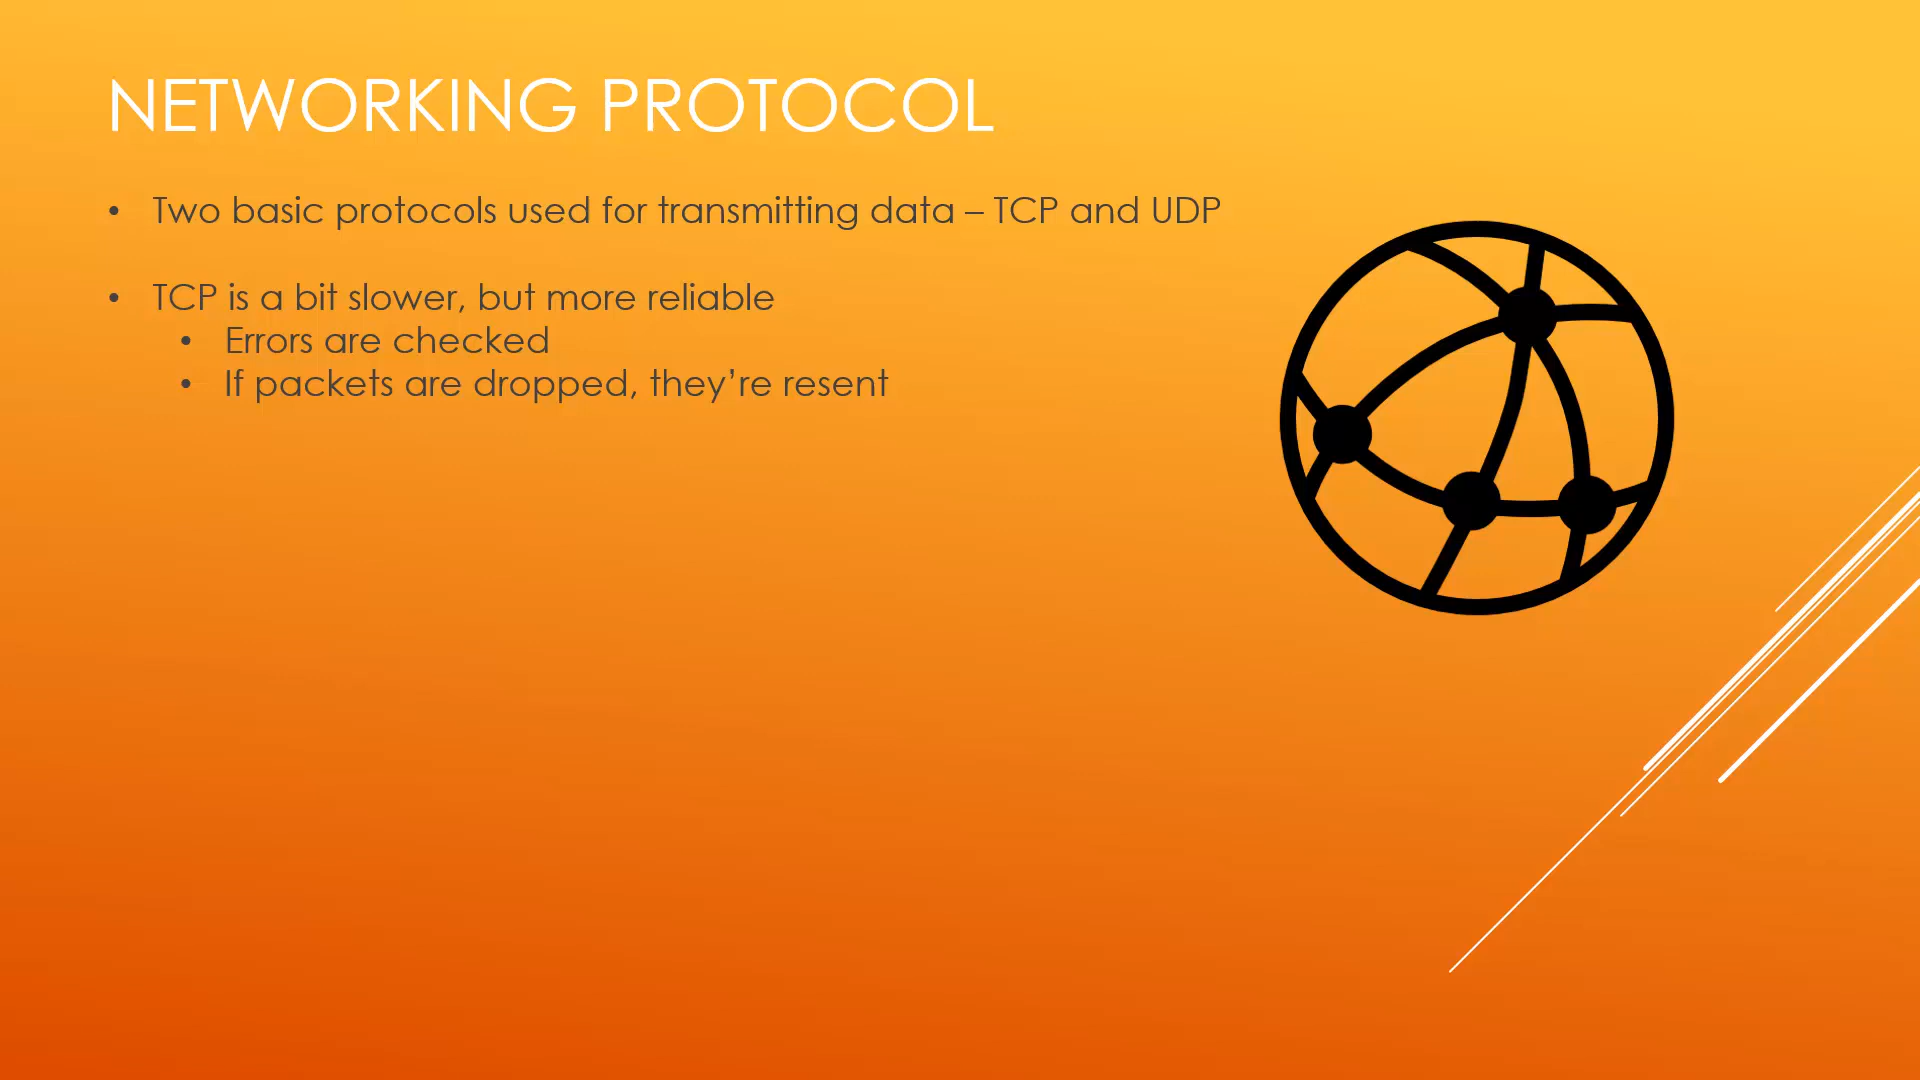 NETWORKING PROTOCOL
• Two basic protocols used for transmitting data – TCP and UDP
• TCP is a bit slower, but more reliable
• Errors are checked
• If packets are dropped, they’re resent